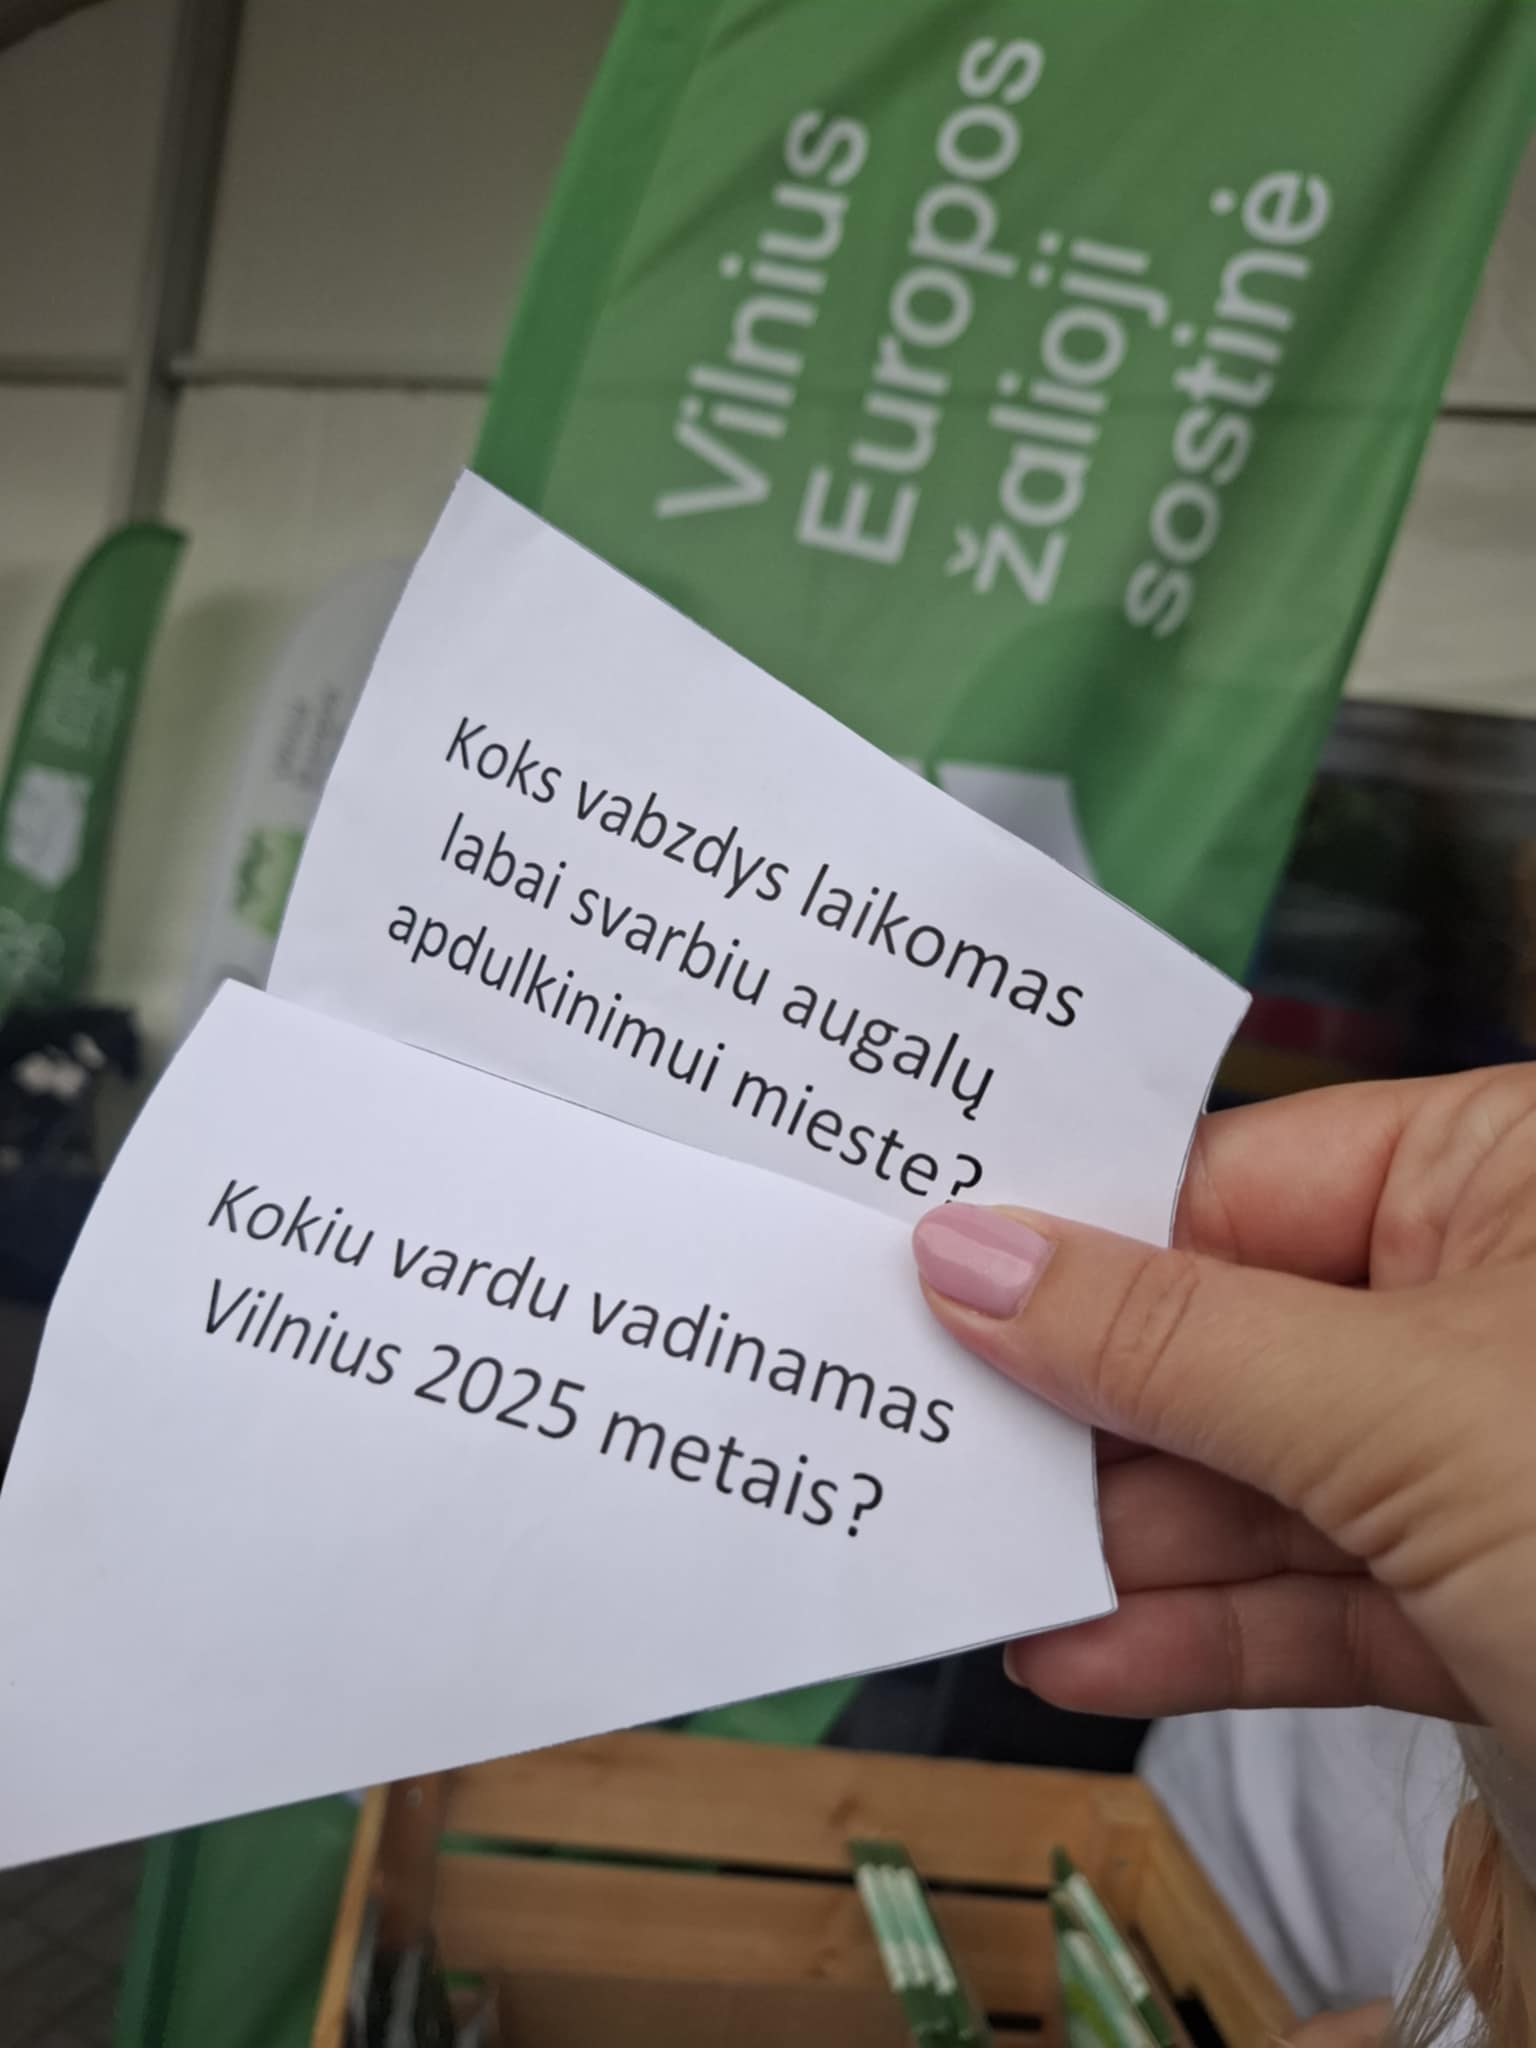 Vilnius
Europos
žalioji
sostinė
Koks vabzdys laikomas
labai svarbiu augalų
apdulkinimui mieste?
Kokiu vardu vadinamas
Vilnius 2025 metais?